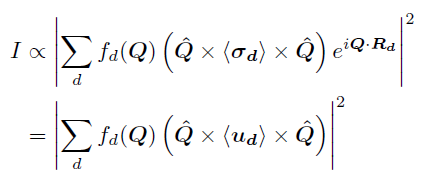 I ∝ |∑_d f_d(Q) (Q̂ × ⟨σ_d⟩ × Q̂) e^{iQ·R_d}|²
= |∑_d f_d(Q) (Q̂ × ⟨u_d⟩ × Q̂)|²